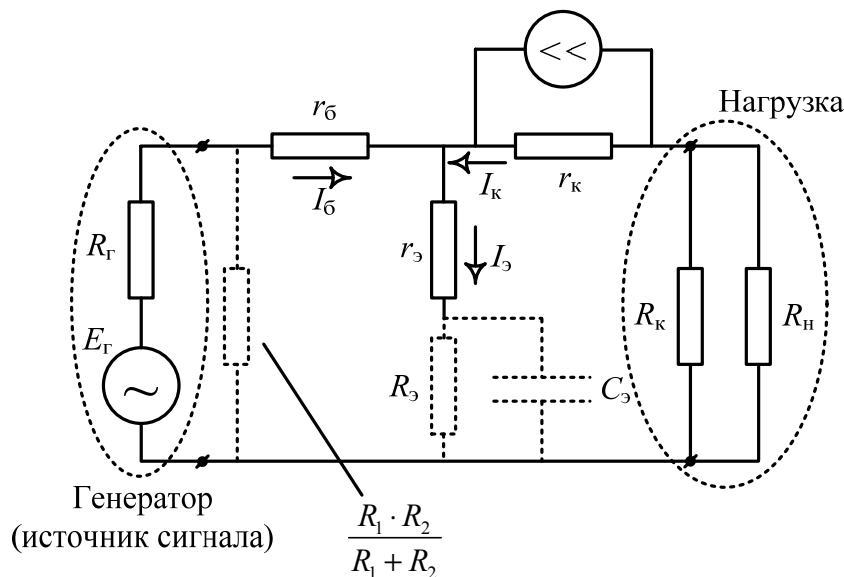 <<
Нагрузка
rб
Iб
Iк
rк
Rг
rэ
Iэ
Rк
Rн
Eг
~
Rэ
Cэ
Генератор
(источник сигнала)
R1 · R2
R1 + R2